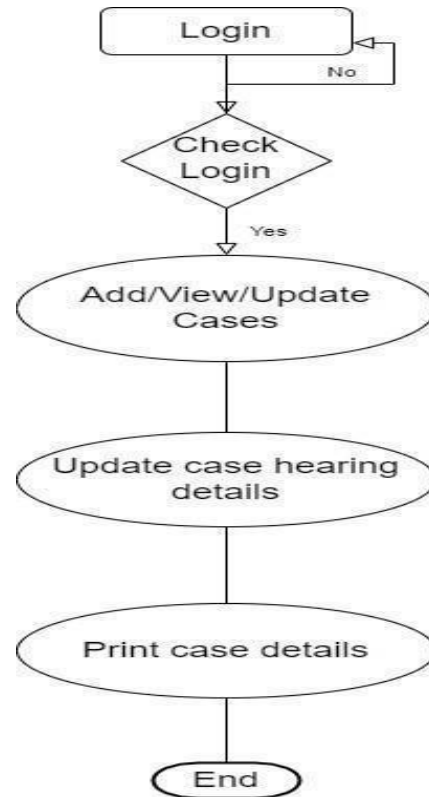 Login
No
Check
Login
Yes
Add/View/Update
Cases
Update case hearing
details
Print case details
End